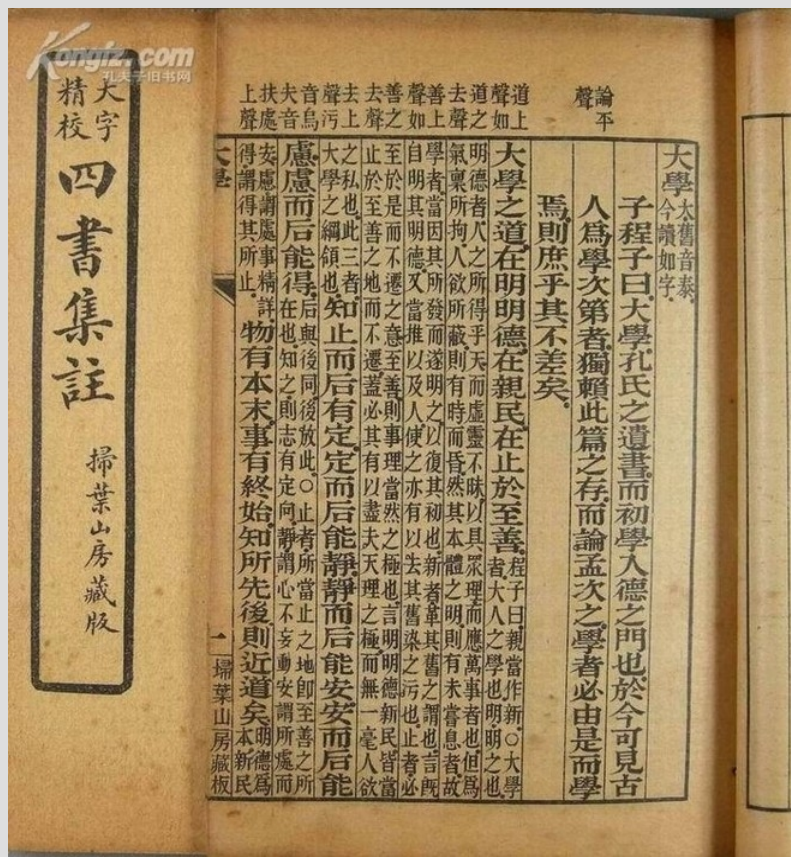 Kongfz.com
孔夫子旧书网
大字
精校
四書集註
掃葉山房藏版
論平
聲
道上
聲如
道之
去聲
善上
聲如
善之
去聲
去上
聲污
音烏
夫音
扶處
上聲
大學
大舊音泰.
今讀如字.
子程子曰.大學.孔氏之遺書.而初學入德之門也.於今可見古
人爲學次第者.獨賴此篇之存.而論孟次之.學者必由是而學
焉.則庶乎其不差矣.
大學之道.在明明德.在親民.在止於至善.
程子曰.親當作新.○大學
者.大人之學也.明.明之也.
明德者.人之所得乎天.而虛靈不昧.以具眾理而應萬事者也.但爲
氣稟所拘.人欲所蔽.則有時而昏.然其本體之明.則有未嘗息者.故
學者.當因其所發而遂明之.以復其初也.新者.革其舊之謂也.言既
自明其明德.又當推以及人.使之亦有以去其舊染之污也.止者.必
至於是而不遷之意.至善.則事理當然之極也.言明明德新民.皆當
止於至善之地而不遷.蓋必其有以盡夫天理之極.而無一毫人欲
之私也.此三者.
大學之綱領也.
知止而后有定.定而后能靜.靜而后能安.安而后能
慮.慮而后能得.
后與後同.後放此.○止者.所當止之地.卽至善之所
在也.知之.則志有定向.靜.謂心不妄動.安.謂所處而
安.慮.謂處事精詳.
得.謂得其所止.
物有本末.事有終始.知所先後.則近道矣.
明德爲
本.新民
大學
一
掃葉山房藏板